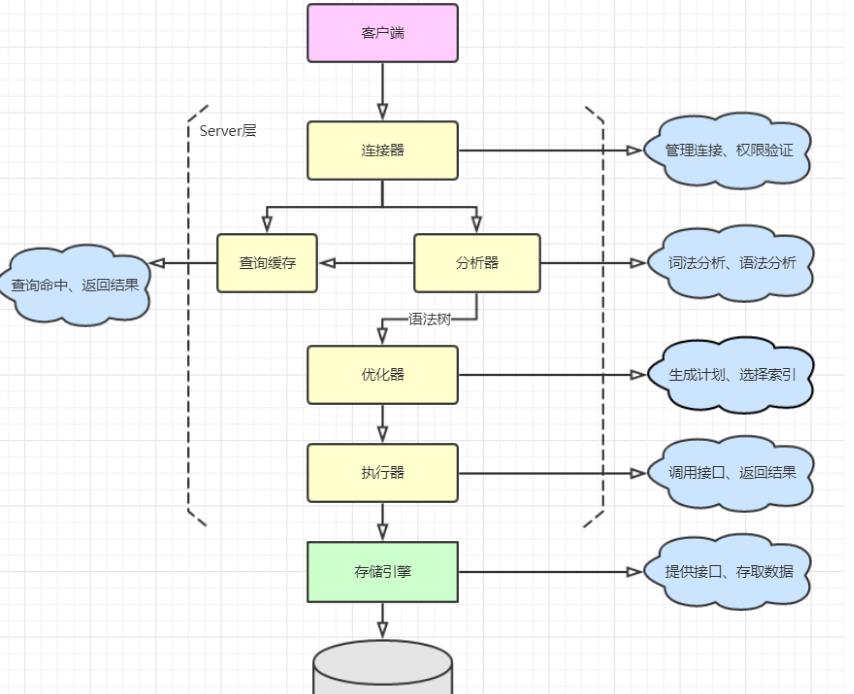 客户端
Server层
连接器
管理连接、权限验证
查询命中、返回结果
查询缓存
分析器
词法分析、语法分析
语法树
优化器
生成计划、选择索引
执行器
调用接口、返回结果
存储引擎
提供接口、存取数据